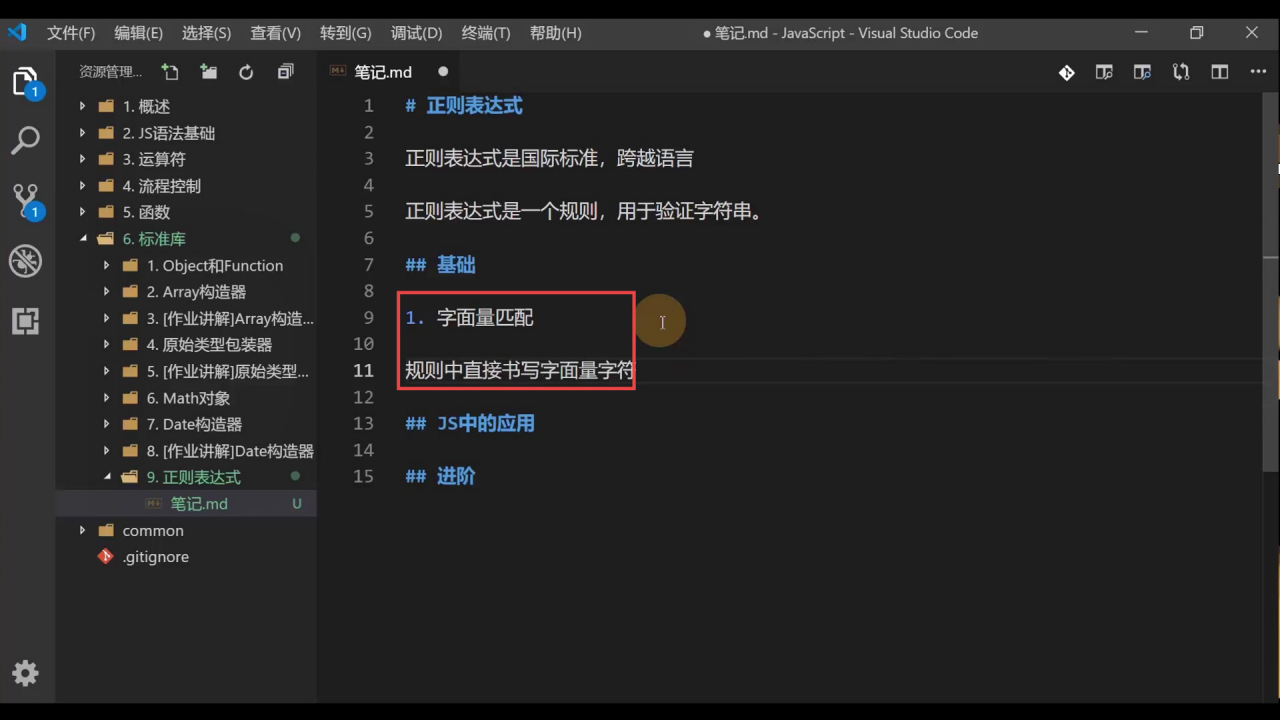 文件(F) 编辑(E) 选择(S) 查看(V) 转到(G) 调试(D) 终端(T) 帮助(H) ● 笔记.md - JavaScript - Visual Studio Code
资源管理...
笔记.md ●
1
1
1. 概述
2. JS语法基础
3. 运算符
4. 流程控制
5. 函数
6. 标准库
1. Object和Function
2. Array构造器
3. [作业讲解]Array构造...
4. 原始类型包装器
5. [作业讲解]原始类型...
6. Math对象
7. Date构造器
8. [作业讲解]Date构造器
9. 正则表达式
笔记.md U
common
.gitignore
1 # 正则表达式
2
3 正则表达式是国际标准，跨越语言
4
5 正则表达式是一个规则，用于验证字符串。
6
7 ## 基础
8
9 1. 字面量匹配
10
11 规则中直接书写字面量字符
12
13 ## JS中的应用
14
15 ## 进阶